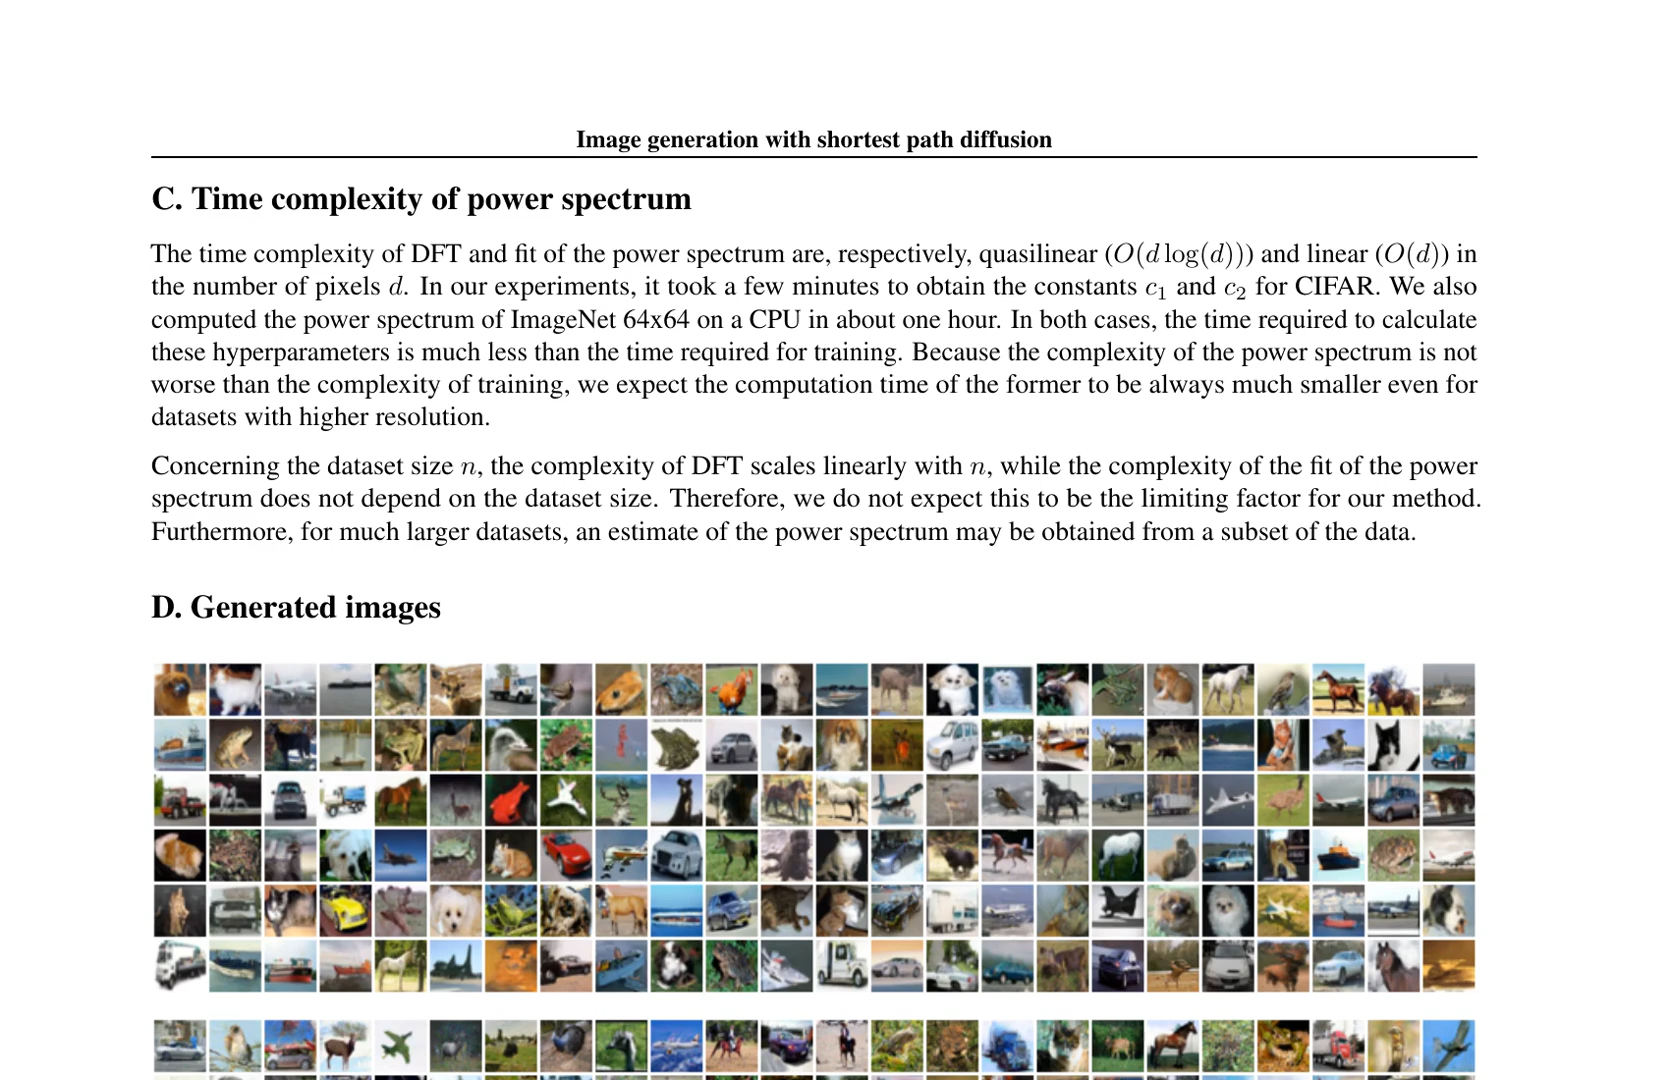 Image generation with shortest path diffusion
C. Time complexity of power spectrum
The time complexity of DFT and fit of the power spectrum are, respectively, quasilinear (O(d log(d))) and linear (O(d)) in
the number of pixels d. In our experiments, it took a few minutes to obtain the constants c₁ and c₂ for CIFAR. We also
computed the power spectrum of ImageNet 64x64 on a CPU in about one hour. In both cases, the time required to calculate
these hyperparameters is much less than the time required for training. Because the complexity of the power spectrum is not
worse than the complexity of training, we expect the computation time of the former to be always much smaller even for
datasets with higher resolution.
Concerning the dataset size n, the complexity of DFT scales linearly with n, while the complexity of the fit of the power
spectrum does not depend on the dataset size. Therefore, we do not expect this to be the limiting factor for our method.
Furthermore, for much larger datasets, an estimate of the power spectrum may be obtained from a subset of the data.
D. Generated images